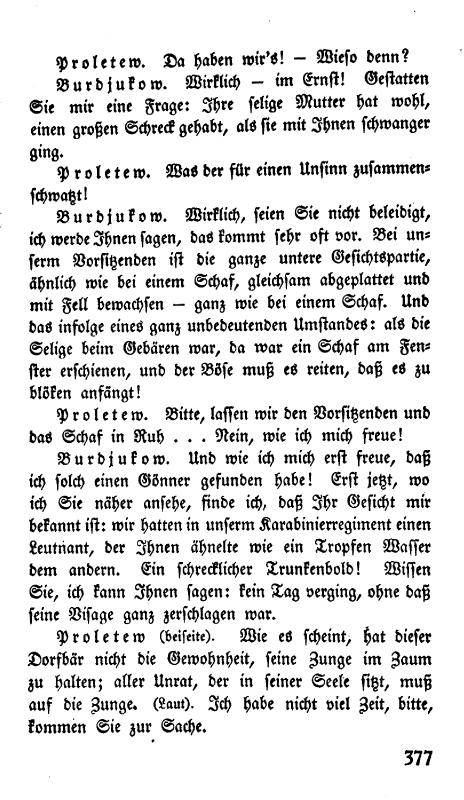 Proletew. Da haben wir's! — Wieso denn?
Burdjukow. Wirklich — im Ernst! Gestatten
Sie mir eine Frage: Ihre selige Mutter hat wohl,
einen großen Schreck gehabt, als sie mit Ihnen schwanger
ging.
Proletew. Was der für einen Unsinn zusammen-
schwatzt!
Burdjukow. Wirklich, seien Sie nicht beleidigt,
ich werde Ihnen sagen, das kommt sehr oft vor. Bei un-
serm Vorsitzenden ist die ganze untere Gesichtspartie,
ähnlich wie bei einem Schaf, gleichsam abgeplattet und
mit Fell bewachsen — ganz wie bei einem Schaf. Und
das infolge eines ganz unbedeutenden Umstandes: als die
Selige beim Gebären war, da war ein Schaf am Fen-
ster erschienen, und der Böse muß es reiten, daß es zu
blöken anfängt!
Proletew. Bitte, lassen wir den Vorsitzenden und
das Schaf in Ruh . . . Nein, wie ich mich freue!
Burdjukow. Und wie ich mich erst freue, daß
ich solch einen Gönner gefunden habe! Erst jetzt, wo
ich Sie näher ansehe, finde ich, daß Ihr Gesicht mir
bekannt ist: wir hatten in unserm Karabinierregiment einen
Leutnant, der Ihnen ähnelte wie ein Tropfen Wasser
dem andern. Ein schrecklicher Trunkenbold! Wissen
Sie, ich kann Ihnen sagen: kein Tag verging, ohne daß
seine Visage ganz zerschlagen war.
Proletew (beiseite). Wie es scheint, hat dieser
Dorfbär nicht die Gewohnheit, seine Zunge im Zaum
zu halten; aller Unrat, der in seiner Seele sitzt, muß
auf die Zunge. (Laut). Ich habe nicht viel Zeit, bitte,
kommen Sie zur Sache.
377